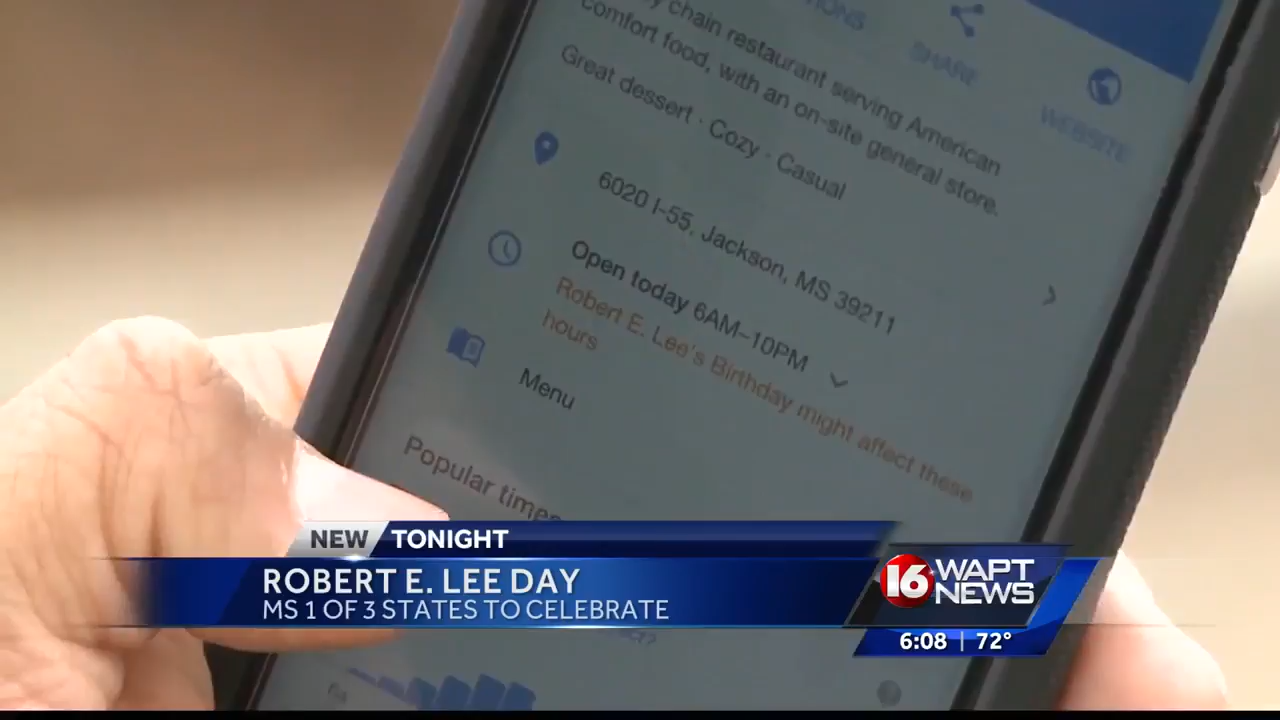 IONS
SHARE
WEBSITE
chain restaurant serving American
comfort food, with an on-site general store.
Great dessert · Cozy · Casual
6020 I-55, Jackson, MS 39211
Open today 6AM–10PM
Robert E. Lee's Birthday might affect these
hours
Menu
Popular times
6a
NEW TONIGHT
ROBERT E. LEE DAY
MS 1 OF 3 STATES TO CELEBRATE
16 WAPT
NEWS
6:08 | 72°